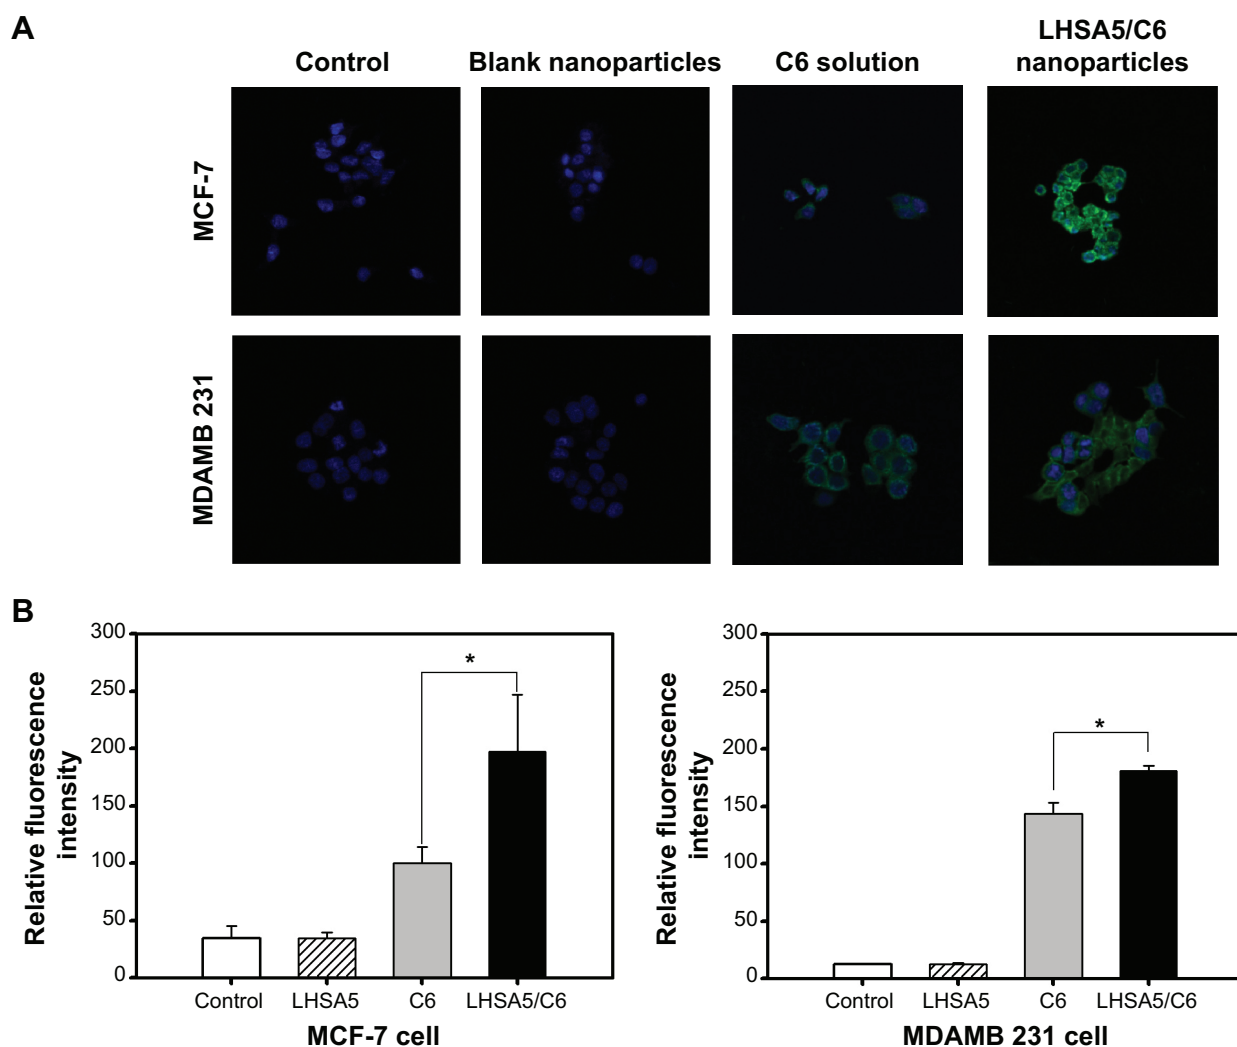 A
Control
Blank nanoparticles
C6 solution
LHSA5/C6
nanoparticles
MCF-7
MDAMB 231
B
Relative fluorescence
intensity
300
250
200
150
100
50
0
*
Control
LHSA5
C6
LHSA5/C6
MCF-7 cell
Relative fluorescence
intensity
300
250
200
150
100
50
0
*
Control
LHSA5
C6
LHSA5/C6
MDAMB 231 cell